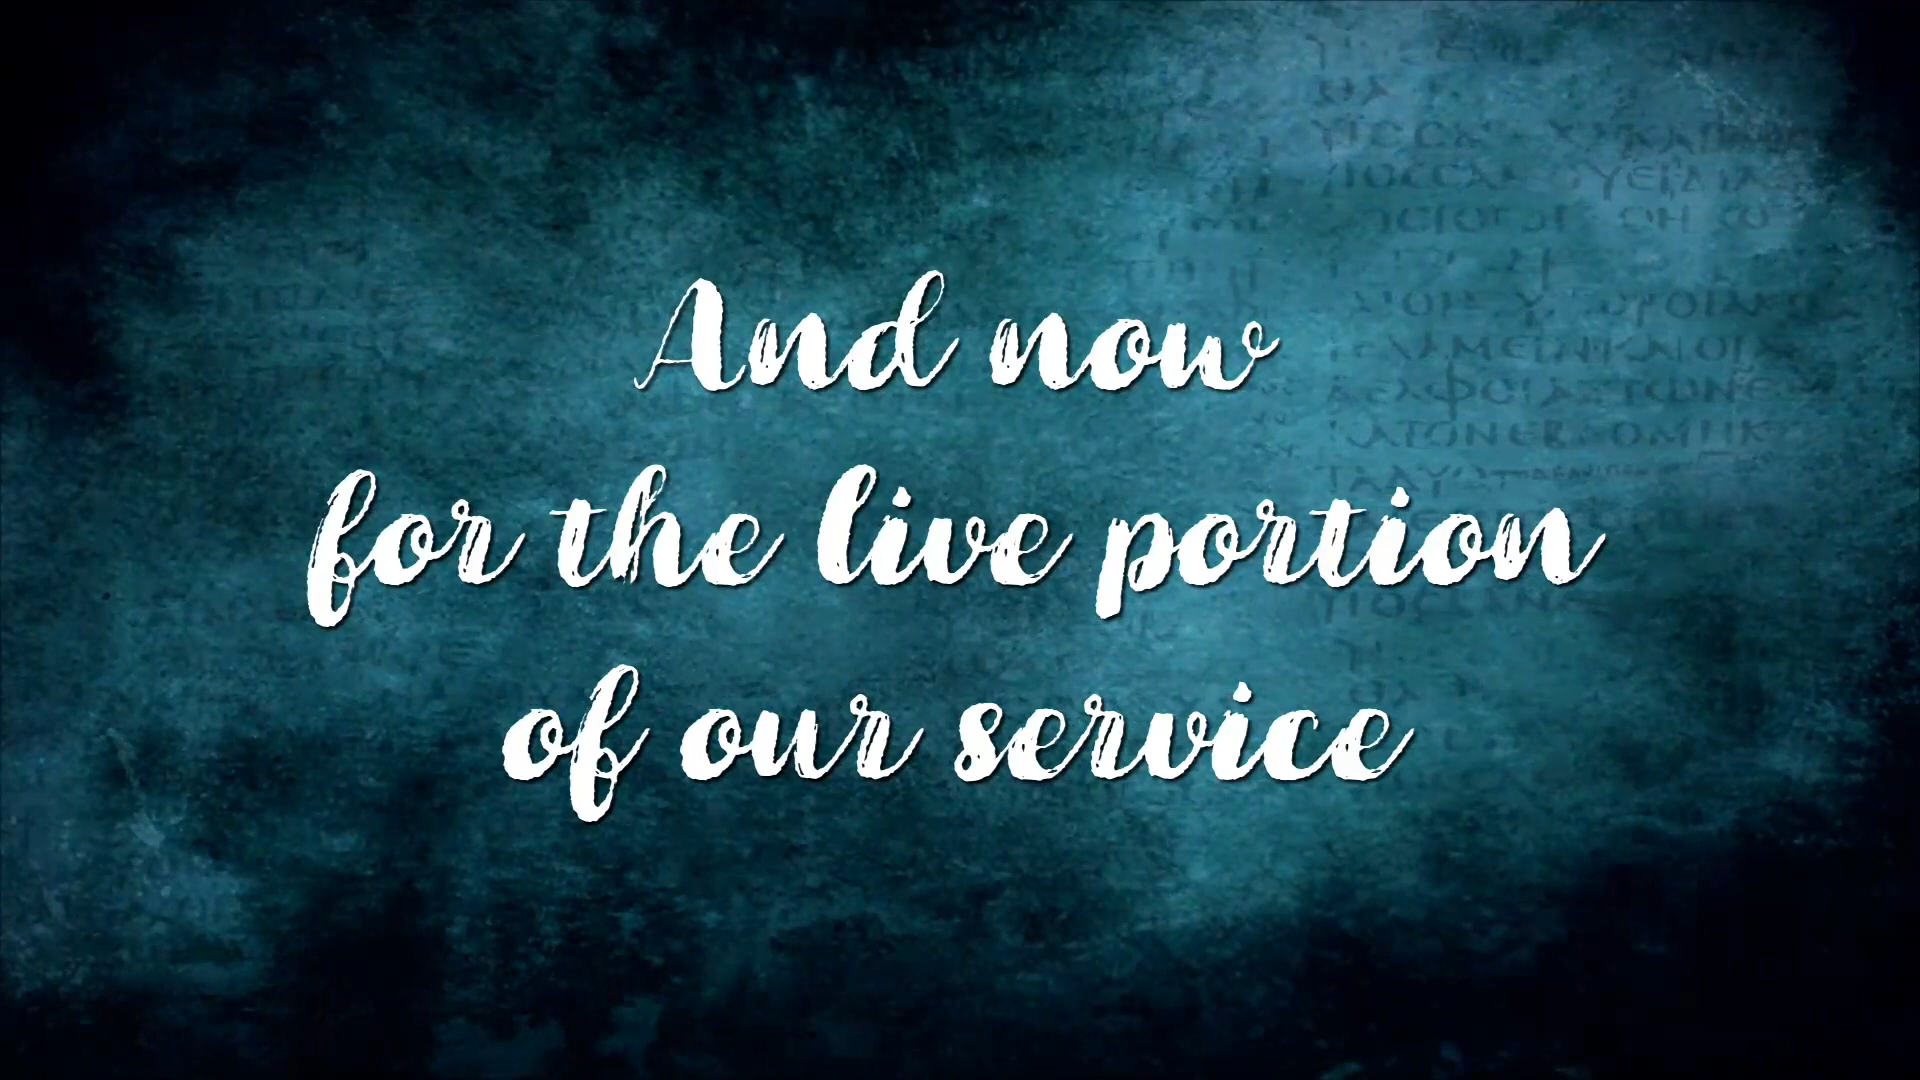 And now
for the live portion
of our service